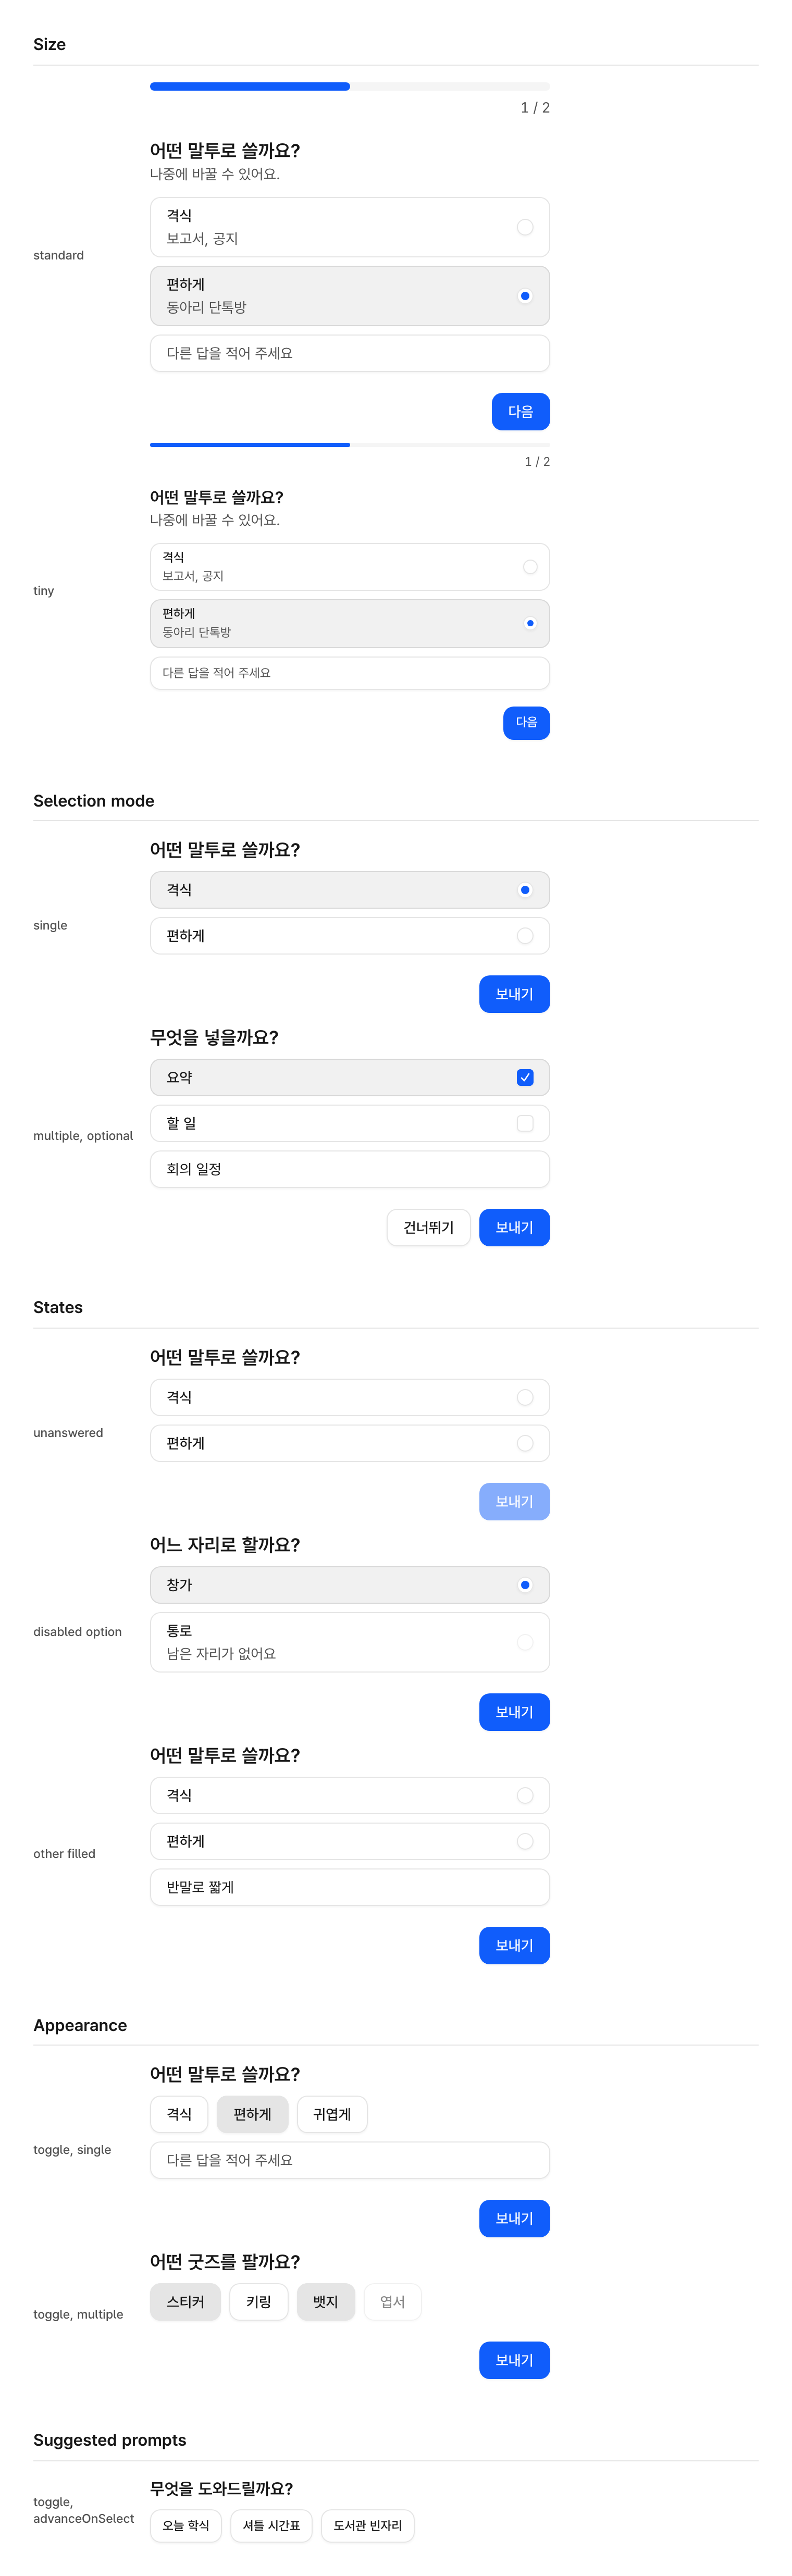 Size
1 / 2
어떤 말투로 쓸까요?
나중에 바꿀 수 있어요.
standard
격식
보고서, 공지
편하게
동아리 단톡방
다른 답을 적어 주세요
다음
1 / 2
어떤 말투로 쓸까요?
나중에 바꿀 수 있어요.
tiny
격식
보고서, 공지
편하게
동아리 단톡방
다른 답을 적어 주세요
다음
Selection mode
어떤 말투로 쓸까요?
single
격식
편하게
보내기
무엇을 넣을까요?
multiple, optional
요약
할 일
회의 일정
건너뛰기 보내기
States
어떤 말투로 쓸까요?
unanswered
격식
편하게
보내기
어느 자리로 할까요?
disabled option
창가
통로
남은 자리가 없어요
보내기
어떤 말투로 쓸까요?
other filled
격식
편하게
반말로 짧게
보내기
Appearance
어떤 말투로 쓸까요?
toggle, single
격식 편하게 귀엽게
다른 답을 적어 주세요
보내기
어떤 굿즈를 팔까요?
toggle, multiple
스티커 키링 뱃지 엽서
보내기
Suggested prompts
무엇을 도와드릴까요?
toggle,
advanceOnSelect
오늘 학식 셔틀 시간표 도서관 빈자리